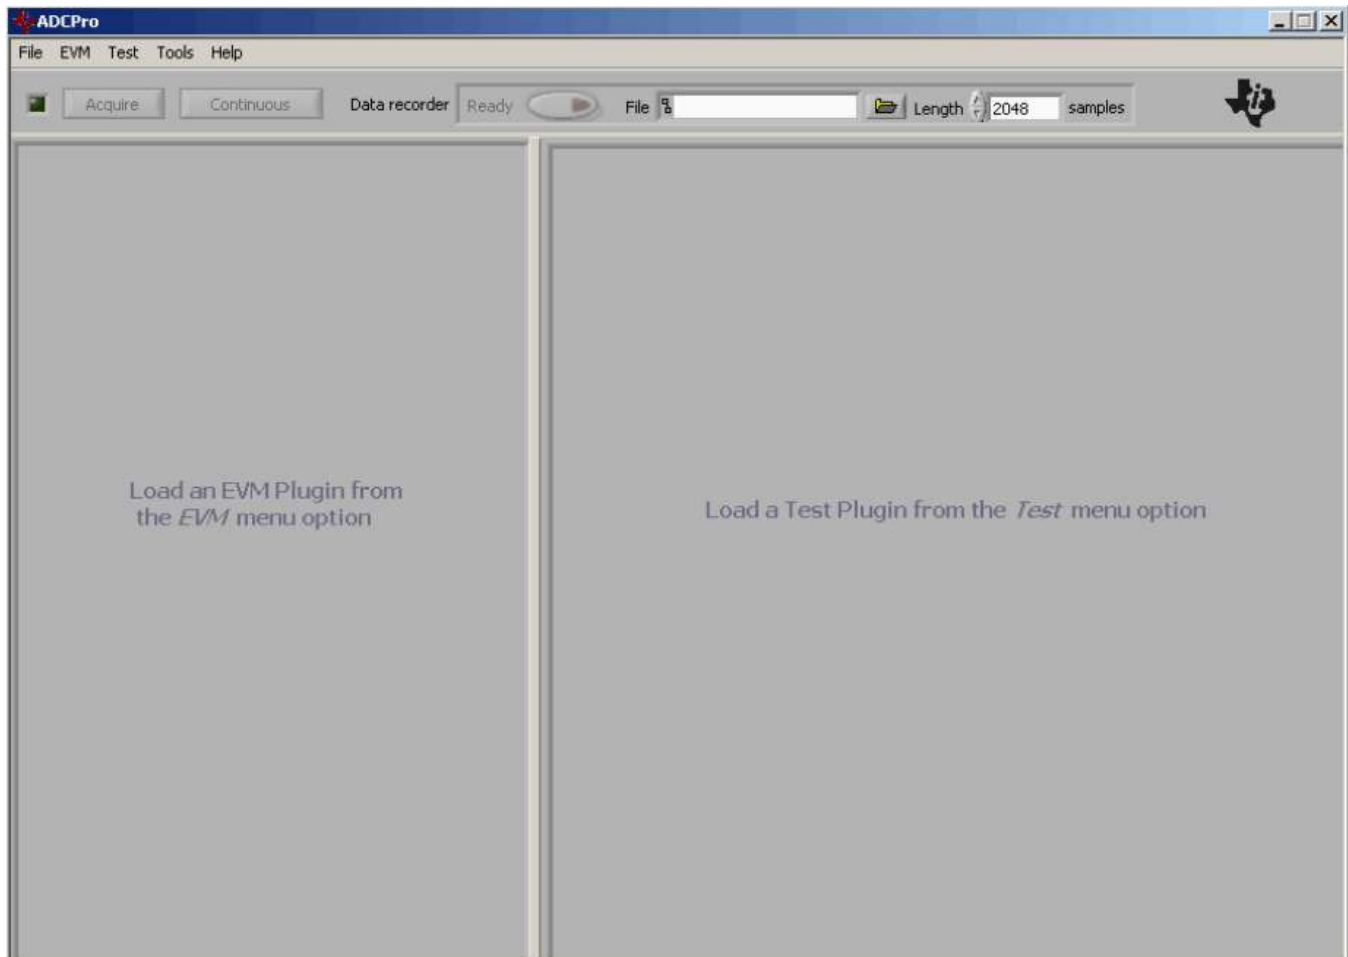 ADCPro
File EVM Test Tools Help
Acquire Continuous Data recorder Ready File Length 2048 samples
Load an EVM Plugin from
the EVM menu option
Load a Test Plugin from the Test menu option